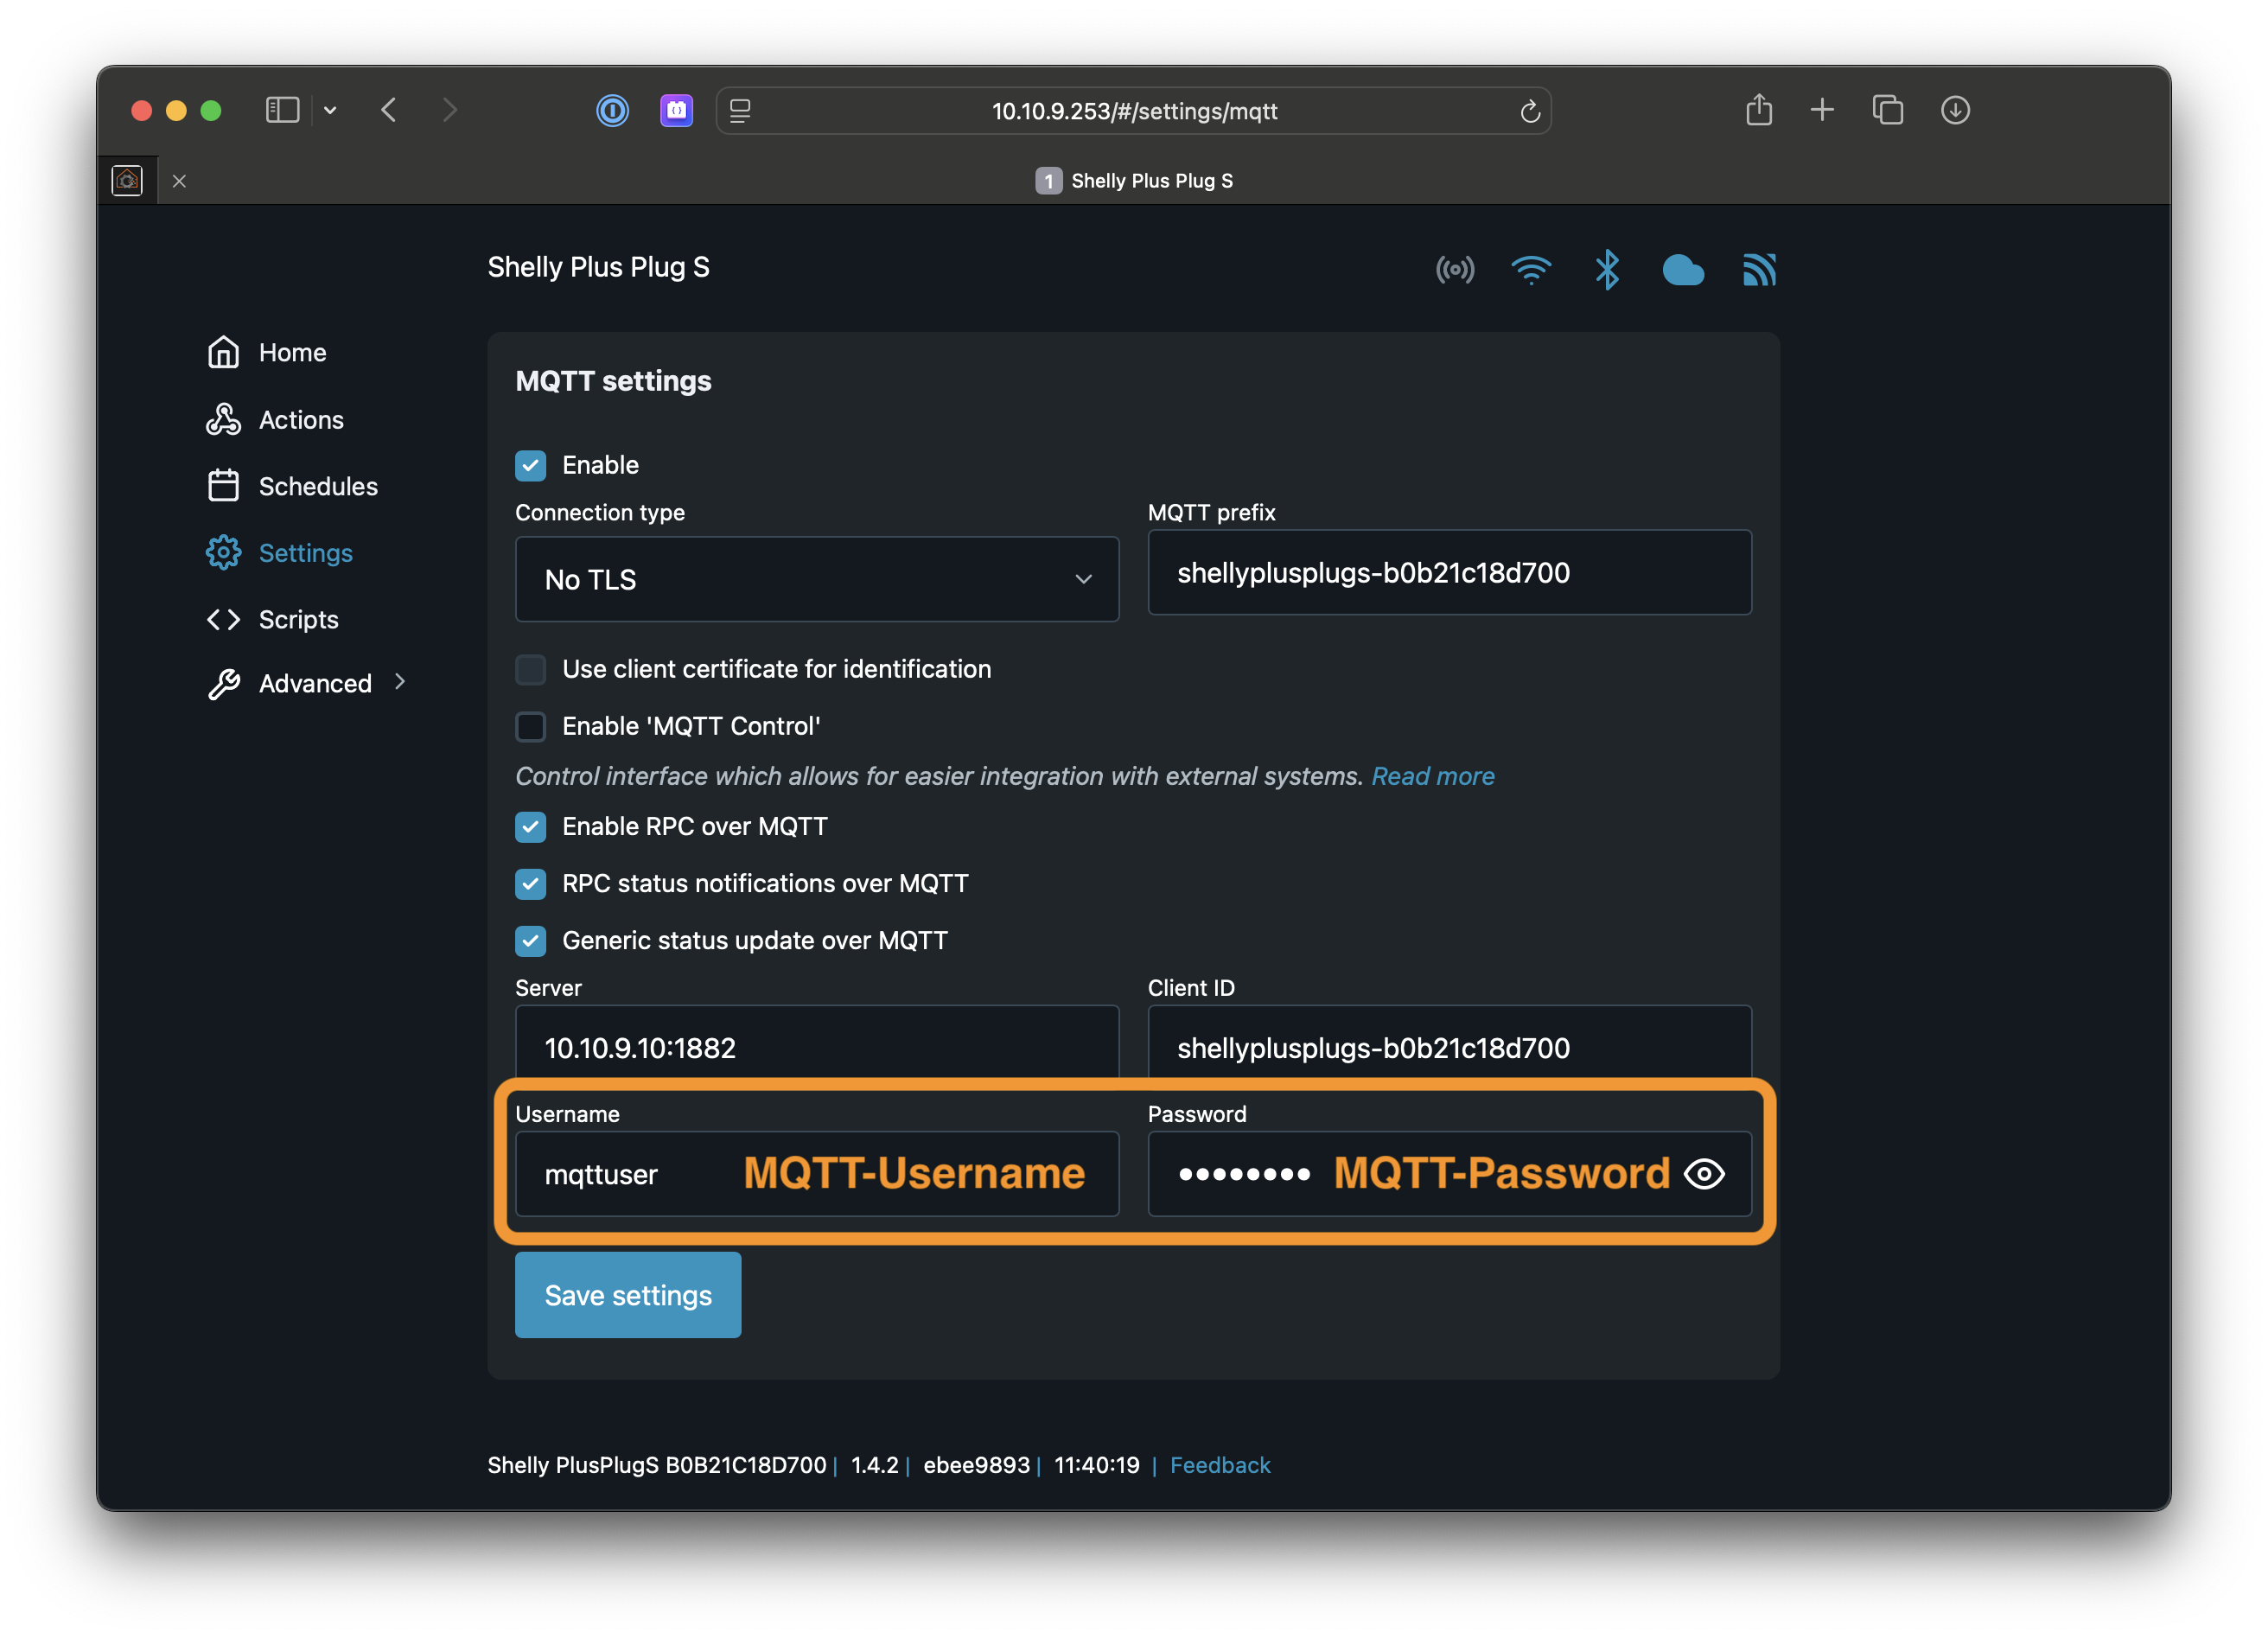 10.10.9.253/#/settings/mqtt
1 Shelly Plus Plug S
Shelly Plus Plug S
Home
Actions
Schedules
Settings
Scripts
Advanced
MQTT settings
Enable
Connection type
MQTT prefix
No TLS
shellyplusplugs-b0b21c18d700
Use client certificate for identification
Enable 'MQTT Control'
Control interface which allows for easier integration with external systems. Read more
Enable RPC over MQTT
RPC status notifications over MQTT
Generic status update over MQTT
Server
Client ID
10.10.9.10:1882
shellyplusplugs-b0b21c18d700
Username
Password
mqttuser MQTT-Username
•••••••• MQTT-Password
Save settings
Shelly PlusPlugS B0B21C18D700 | 1.4.2 | ebee9893 | 11:40:19 | Feedback